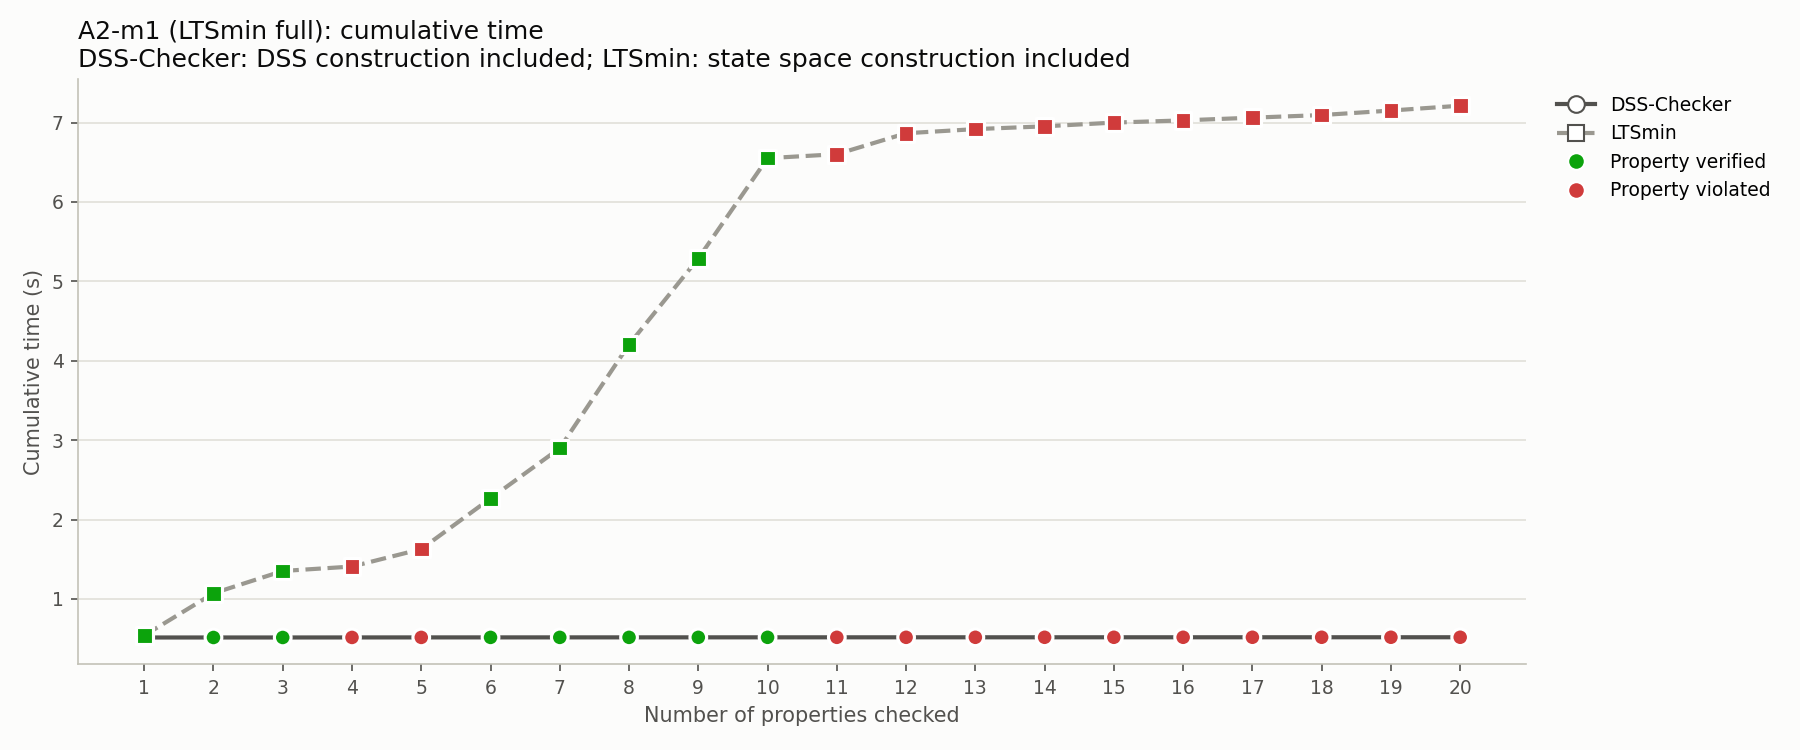 A2-m1 (LTSmin full): cumulative time
DSS-Checker: DSS construction included; LTSmin: state space construction included
DSS-Checker
LTSmin
Property verified
Property violated
Cumulative time (s)
7
6
5
4
3
2
1
1 2 3 4 5 6 7 8 9 10 11 12 13 14 15 16 17 18 19 20
Number of properties checked